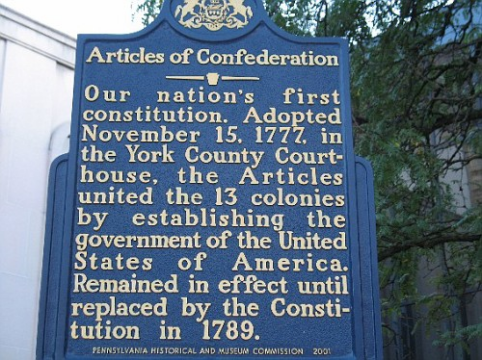 Articles of Confederation
Our nation's first
constitution. Adopted
November 15, 1777, in
the York County Court-
house, the Articles
united the 13 colonies
by establishing the
government of the United
States of America.
Remained in effect until
replaced by the Consti-
tution in 1789.
PENNSYLVANIA HISTORICAL AND MUSEUM COMMISSION 2001